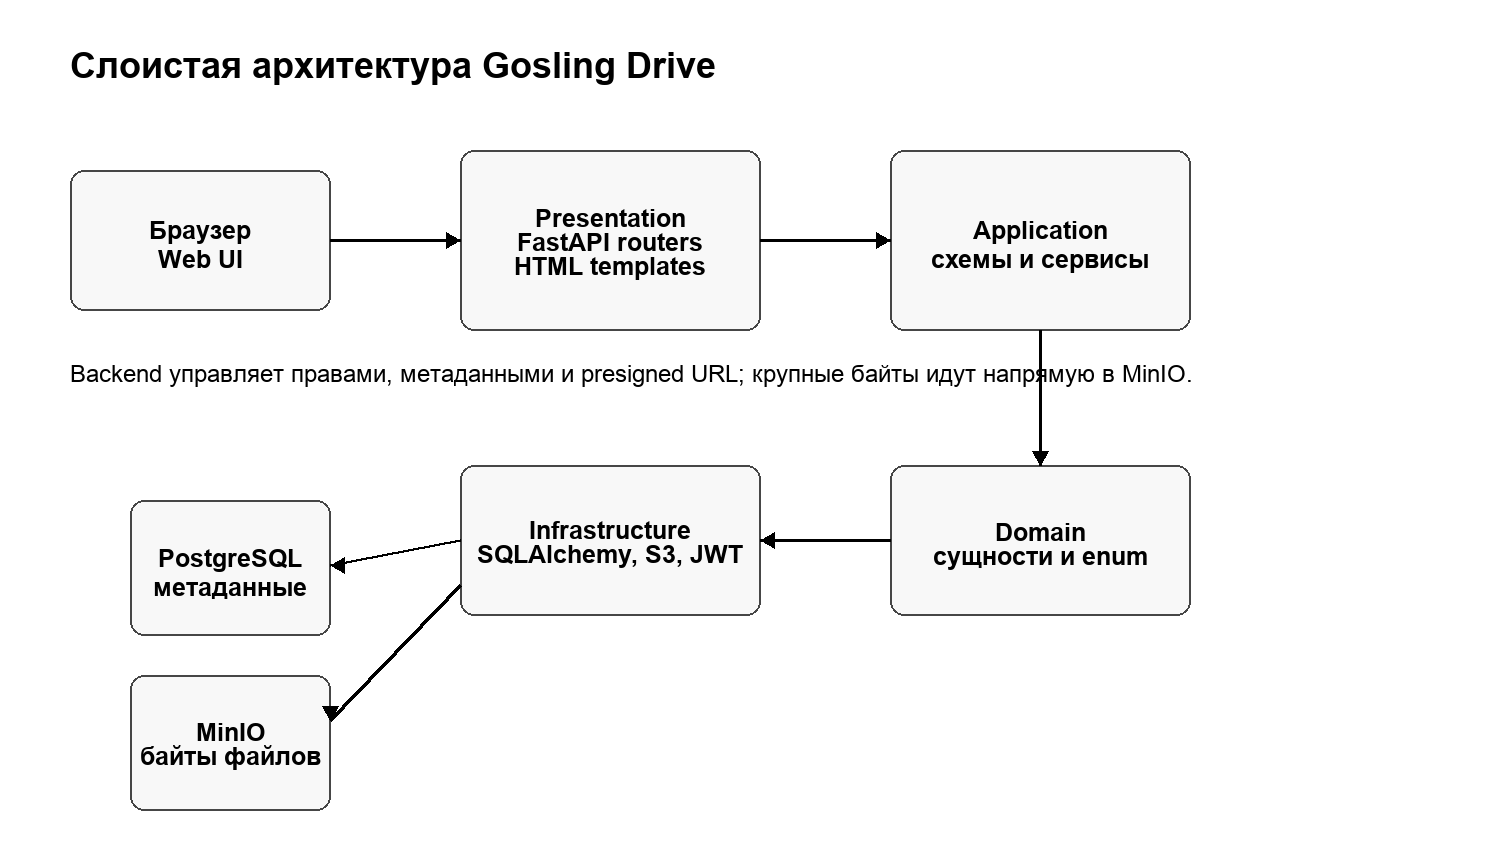 Слоистая архитектура Gosling Drive
Браузер
Web UI
Presentation
FastAPI routers
HTML templates
Application
схемы и сервисы
Backend управляет правами, метаданными и presigned URL; крупные байты идут напрямую в MinIO.
PostgreSQL
метаданные
Infrastructure
SQLAlchemy, S3, JWT
Domain
сущности и enum
MinIO
байты файлов